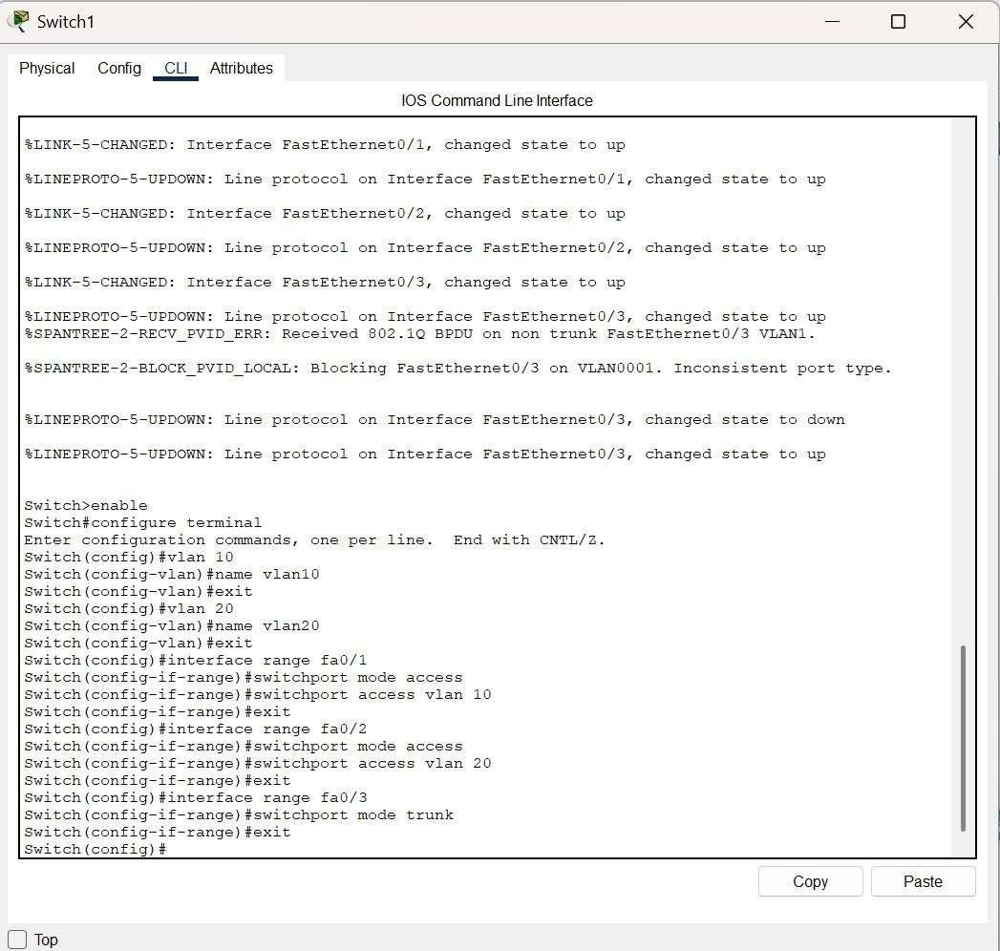 Switch1
Physical Config CLI Attributes
IOS Command Line Interface
%LINK-5-CHANGED: Interface FastEthernet0/1, changed state to up
%LINEPROTO-5-UPDOWN: Line protocol on Interface FastEthernet0/1, changed state to up
%LINK-5-CHANGED: Interface FastEthernet0/2, changed state to up
%LINEPROTO-5-UPDOWN: Line protocol on Interface FastEthernet0/2, changed state to up
%LINK-5-CHANGED: Interface FastEthernet0/3, changed state to up
%LINEPROTO-5-UPDOWN: Line protocol on Interface FastEthernet0/3, changed state to up
%SPANTREE-2-RECV_PVID_ERR: Received 802.1Q BPDU on non trunk FastEthernet0/3 VLAN1.
%SPANTREE-2-BLOCK_PVID_LOCAL: Blocking FastEthernet0/3 on VLAN0001. Inconsistent port type.
%LINEPROTO-5-UPDOWN: Line protocol on Interface FastEthernet0/3, changed state to down
%LINEPROTO-5-UPDOWN: Line protocol on Interface FastEthernet0/3, changed state to up
Switch>enable
Switch#configure terminal
Enter configuration commands, one per line.  End with CNTL/Z.
Switch(config)#vlan 10
Switch(config-vlan)#name vlan10
Switch(config-vlan)#exit
Switch(config)#vlan 20
Switch(config-vlan)#name vlan20
Switch(config-vlan)#exit
Switch(config)#interface range fa0/1
Switch(config-if-range)#switchport mode access
Switch(config-if-range)#switchport access vlan 10
Switch(config-if-range)#exit
Switch(config)#interface range fa0/2
Switch(config-if-range)#switchport mode access
Switch(config-if-range)#switchport access vlan 20
Switch(config-if-range)#exit
Switch(config)#interface range fa0/3
Switch(config-if-range)#switchport mode trunk
Switch(config-if-range)#exit
Switch(config)#
Copy Paste
Top